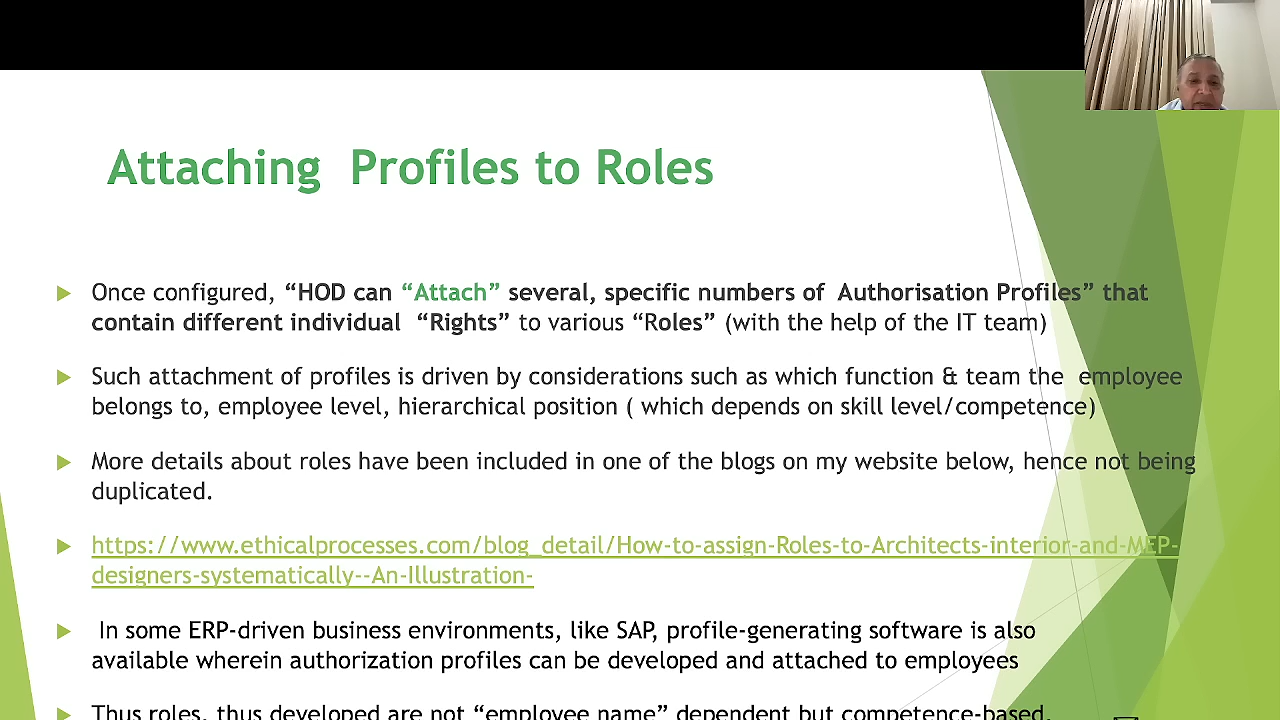 Attaching Profiles to Roles
Once configured, “HOD can “Attach” several, specific numbers of Authorisation Profiles” that
contain different individual “Rights” to various “Roles” (with the help of the IT team)
Such attachment of profiles is driven by considerations such as which function & team the employee
belongs to, employee level, hierarchical position ( which depends on skill level/competence)
More details about roles have been included in one of the blogs on my website below, hence not being
duplicated.
https://www.ethicalprocesses.com/blog_detail/How-to-assign-Roles-to-Architects-interior-and-MEP-
designers-systematically--An-Illustration-
In some ERP-driven business environments, like SAP, profile-generating software is also
available wherein authorization profiles can be developed and attached to employees
Thus roles, thus developed are not “employee name” dependent but competence-based.